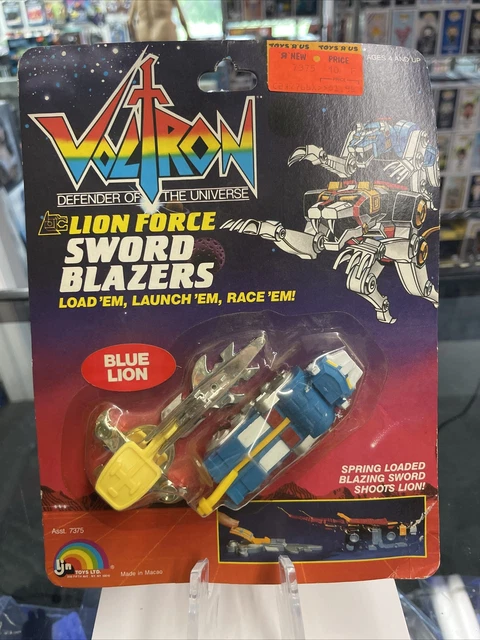 TOYS R US TOYS R US
R NEW PRICE
AGES 4 AND UP
VOLTRON
DEFENDER OF THE UNIVERSE
LION FORCE
SWORD
BLAZERS
LOAD 'EM, LAUNCH 'EM, RACE 'EM!
BLUE
LION
SPRING LOADED
BLAZING SWORD
SHOOTS LION!
Asst. 7375
ljn
TOYS LTD.
Made in Macao